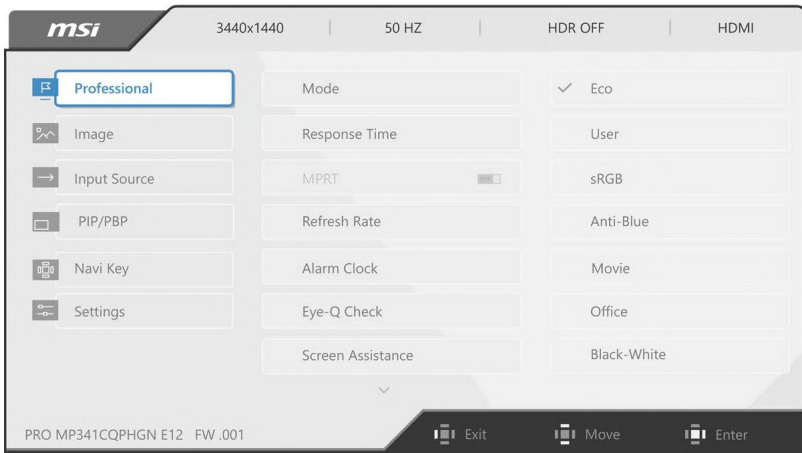 msi 3440x1440 50 HZ HDR OFF HDMI
Professional Mode Eco
Image Response Time User
Input Source MPRT sRGB
PIP/PBP Refresh Rate Anti-Blue
Navi Key Alarm Clock Movie
Settings Eye-Q Check Office
Screen Assistance Black-White
PRO MP341CQPHGN E12 FW .001 Exit Move Enter